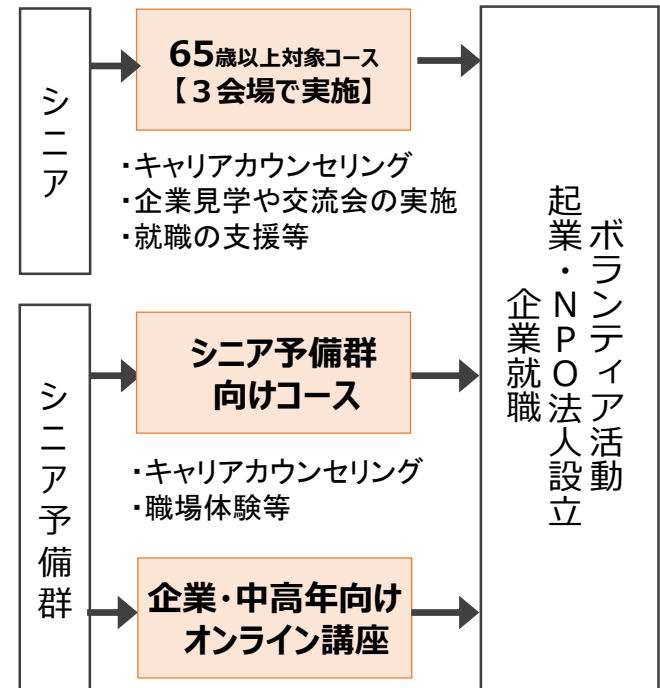 シニア
65歳以上対象コース
【3会場で実施】
・キャリアカウンセリング
・企業見学や交流会の実施
・就職の支援等
シニア予備群
シニア予備群
向けコース
・キャリアカウンセリング
・職場体験等
企業・中高年向け
オンライン講座
ボランティア活動
起業・NPO法人設立
企業就職